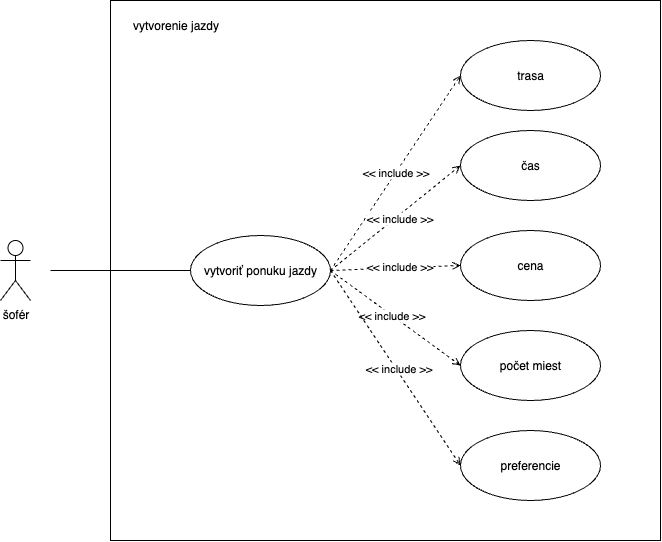 vytvorenie jazdy
trasa
<< include >>
čas
<< include >>
vytvoriť ponuku jazdy
<< include >>
cena
šofér
<< include >>
počet miest
<< include >>
preferencie